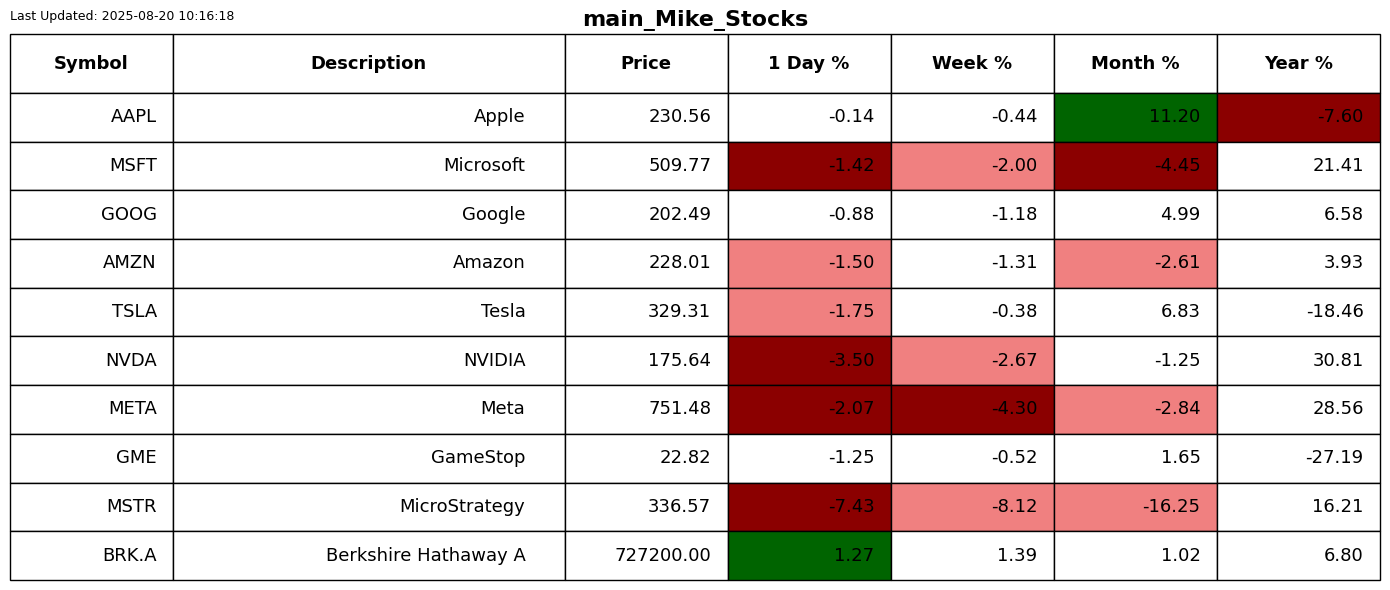 Last Updated: 2025-08-20 10:16:18
main_Mike_Stocks
Symbol Description Price 1 Day % Week % Month % Year %
AAPL Apple 230.56 -0.14 -0.44 11.20 -7.60
MSFT Microsoft 509.77 -1.42 -2.00 -4.45 21.41
GOOG Google 202.49 -0.88 -1.18 4.99 6.58
AMZN Amazon 228.01 -1.50 -1.31 -2.61 3.93
TSLA Tesla 329.31 -1.75 -0.38 6.83 -18.46
NVDA NVIDIA 175.64 -3.50 -2.67 -1.25 30.81
META Meta 751.48 -2.07 -4.30 -2.84 28.56
GME GameStop 22.82 -1.25 -0.52 1.65 -27.19
MSTR MicroStrategy 336.57 -7.43 -8.12 -16.25 16.21
BRK.A Berkshire Hathaway A 727200.00 1.27 1.39 1.02 6.80